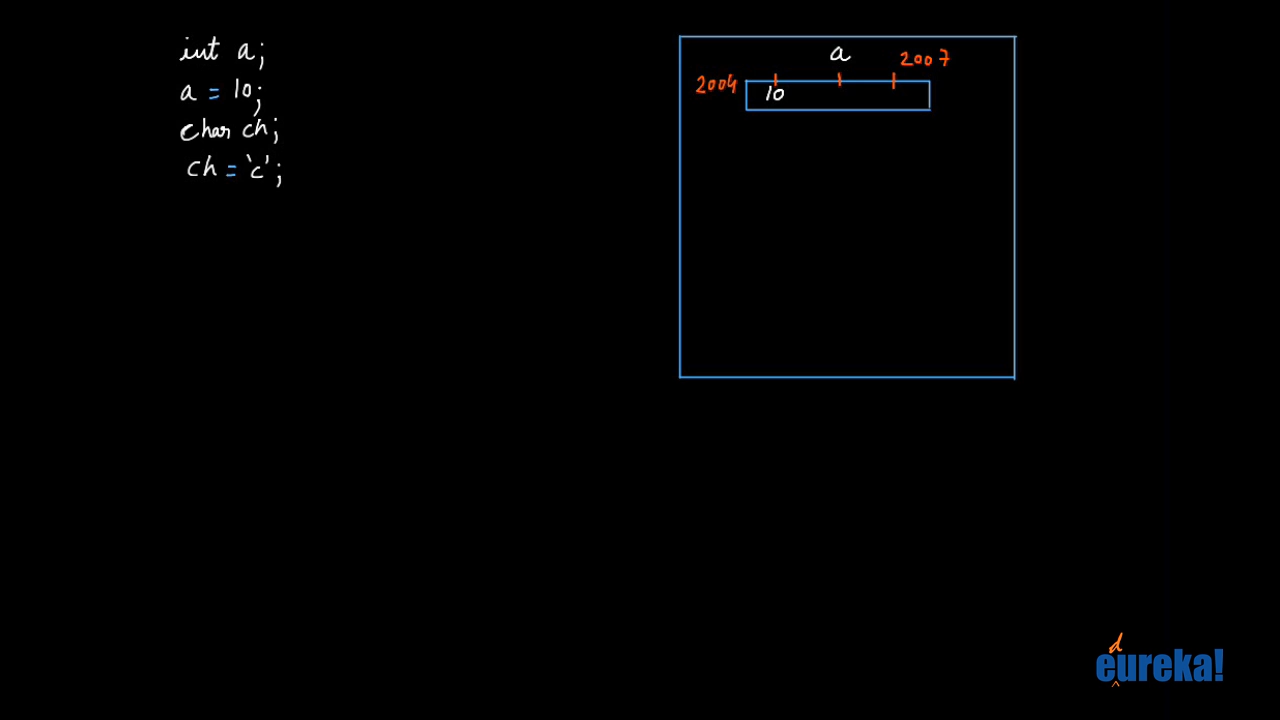 int a;
a = 10;
char ch;
ch = 'c';
a
2004
2007
10
d
eureka!
^